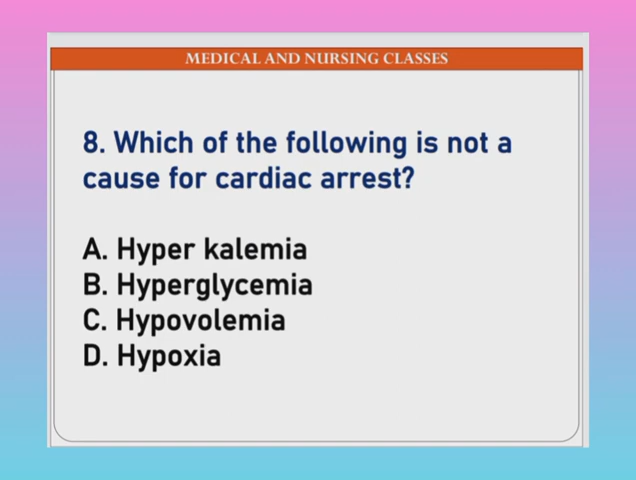 MEDICAL AND NURSING CLASSES
8. Which of the following is not a
cause for cardiac arrest?
A. Hyper kalemia
B. Hyperglycemia
C. Hypovolemia
D. Hypoxia